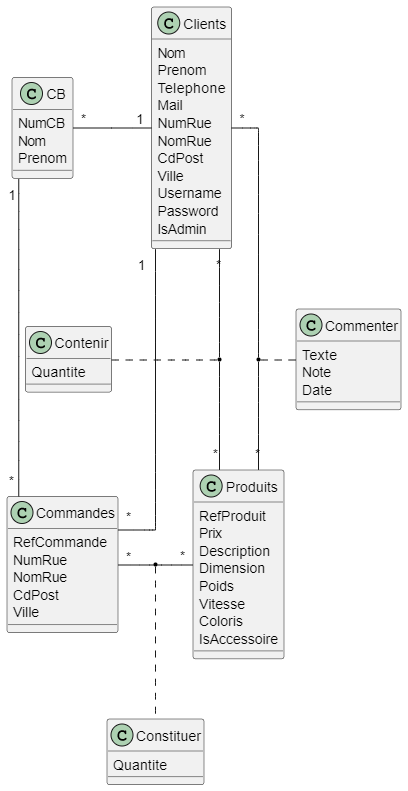 C Clients
Nom
Prenom
Telephone
Mail
NumRue
NomRue
CdPost
Ville
Username
Password
IsAdmin
C CB
NumCB
Nom
Prenom
* 1
*
1
1
*
C Contenir
Quantite
C Commenter
Texte
Note
Date
* *
*
C Commandes
RefCommande
NumRue
NomRue
CdPost
Ville
*
* *
C Produits
RefProduit
Prix
Description
Dimension
Poids
Vitesse
Coloris
IsAccessoire
C Constituer
Quantite